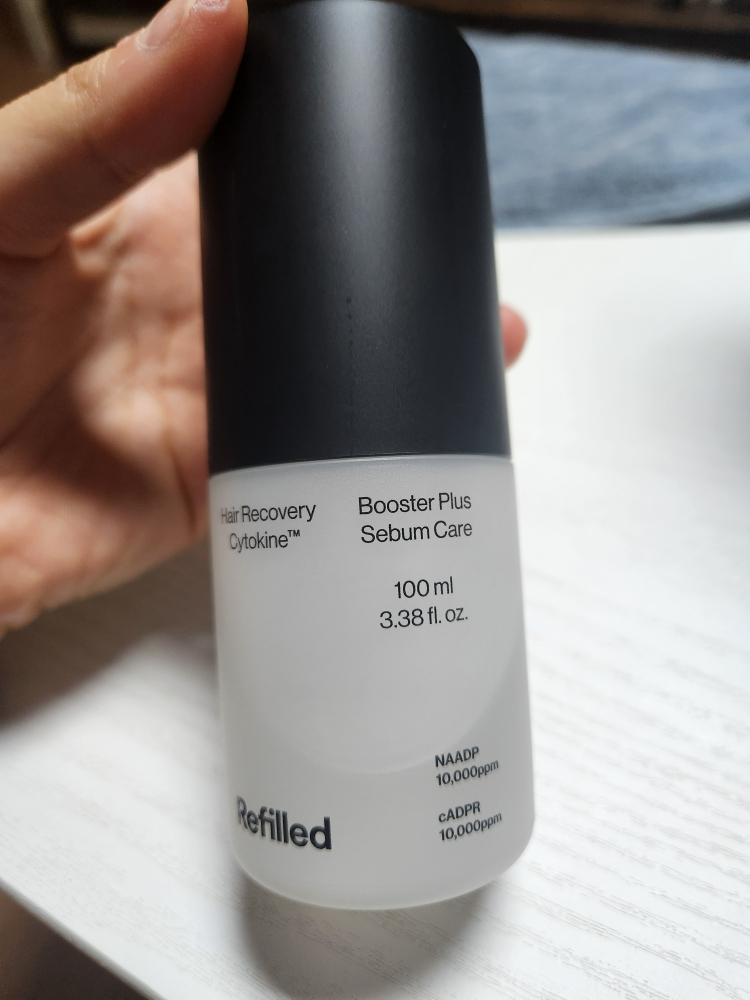 Hair Recovery
Cytokine™
Booster Plus
Sebum Care
100 ml
3.38 fl. oz.
NAADP
10,000ppm
cADPR
10,000ppm
Refilled